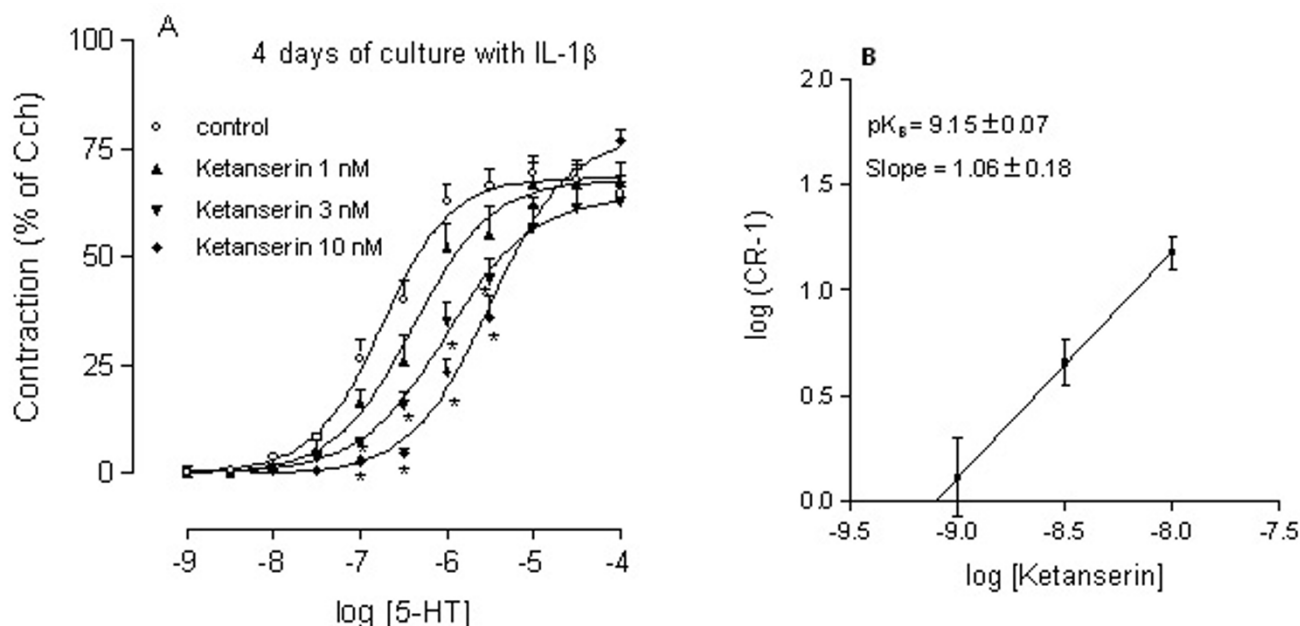 A
4 days of culture with IL-1β
control
Ketanserin 1 nM
Ketanserin 3 nM
Ketanserin 10 nM
Contraction (% of Cch)
100
75
50
25
0
* * * * * * *
-9 -8 -7 -6 -5 -4
log [5-HT]
B
pKB = 9.15±0.07
Slope = 1.06±0.18
log (CR-1)
2.0
1.5
1.0
0.5
0.0
-9.5 -9.0 -8.5 -8.0 -7.5
log [Ketanserin]